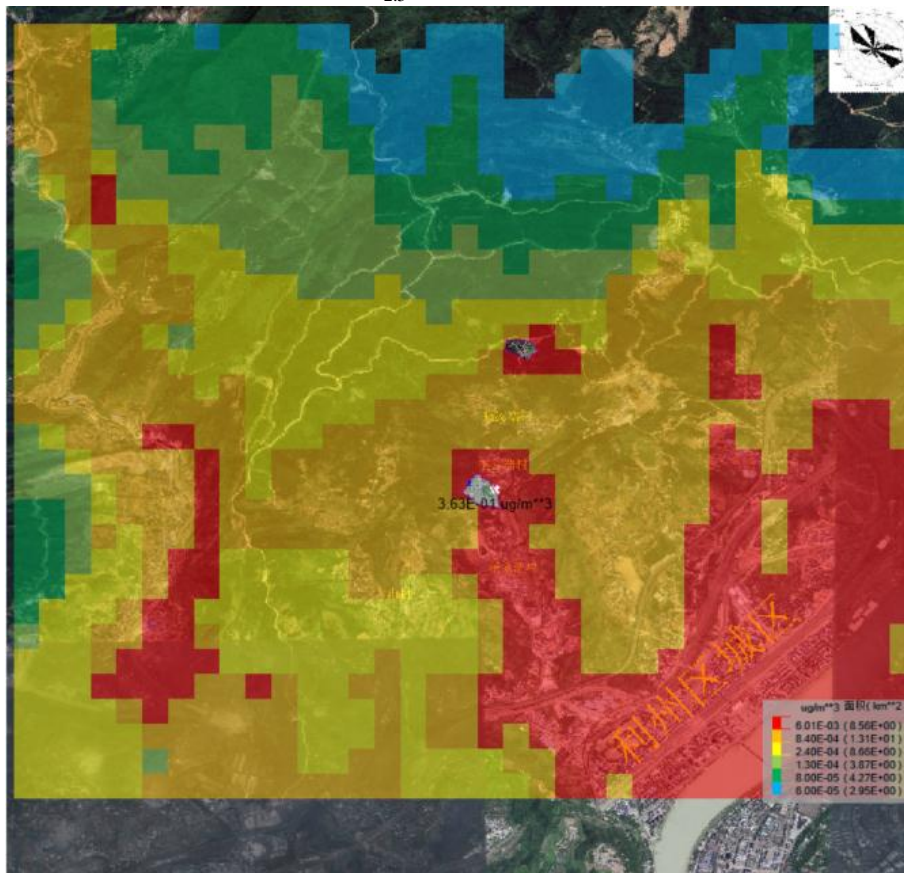 2.5
3.63E-01 ug/m**3
利州区城区
ug/m**3 面积( km**2
6.01E-03 ( 8.56E+00)
8.40E-04 ( 1.31E+01)
2.40E-04 ( 8.66E+00)
1.30E-04 ( 3.87E+00)
8.00E-05 ( 4.27E+00)
6.00E-05 ( 2.95E+00)